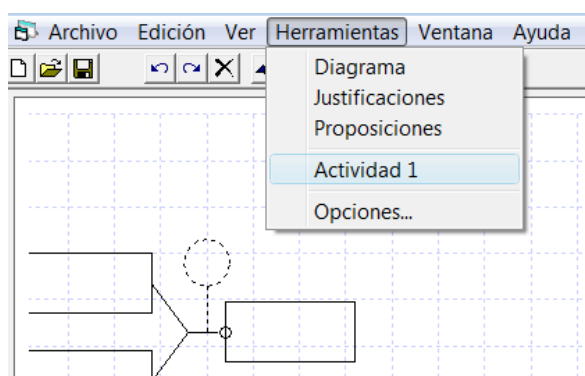 Archivo Edición Ver Herramientas Ventana Ayuda
Diagrama
Justificaciones
Proposiciones
Actividad 1
Opciones...